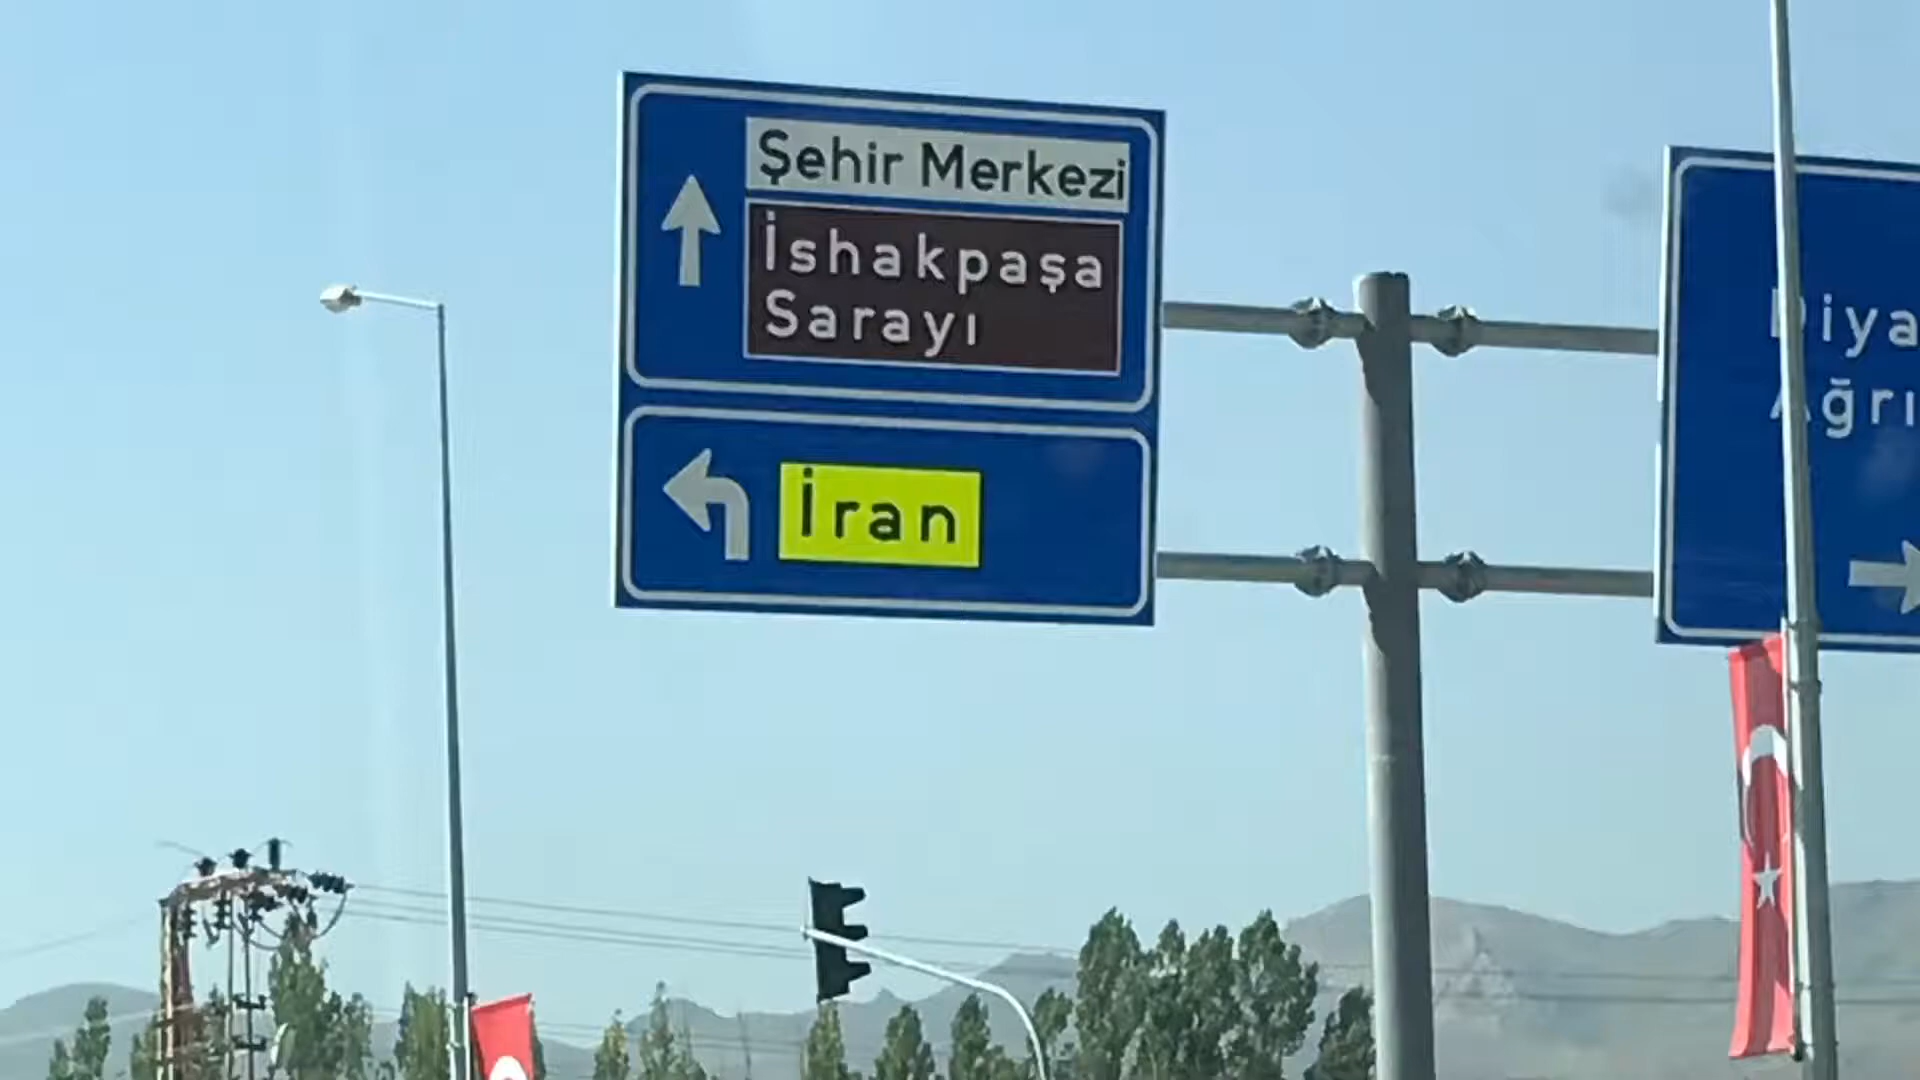 Şehir Merkezi
İshakpaşa
Sarayı
İran
Ağrı